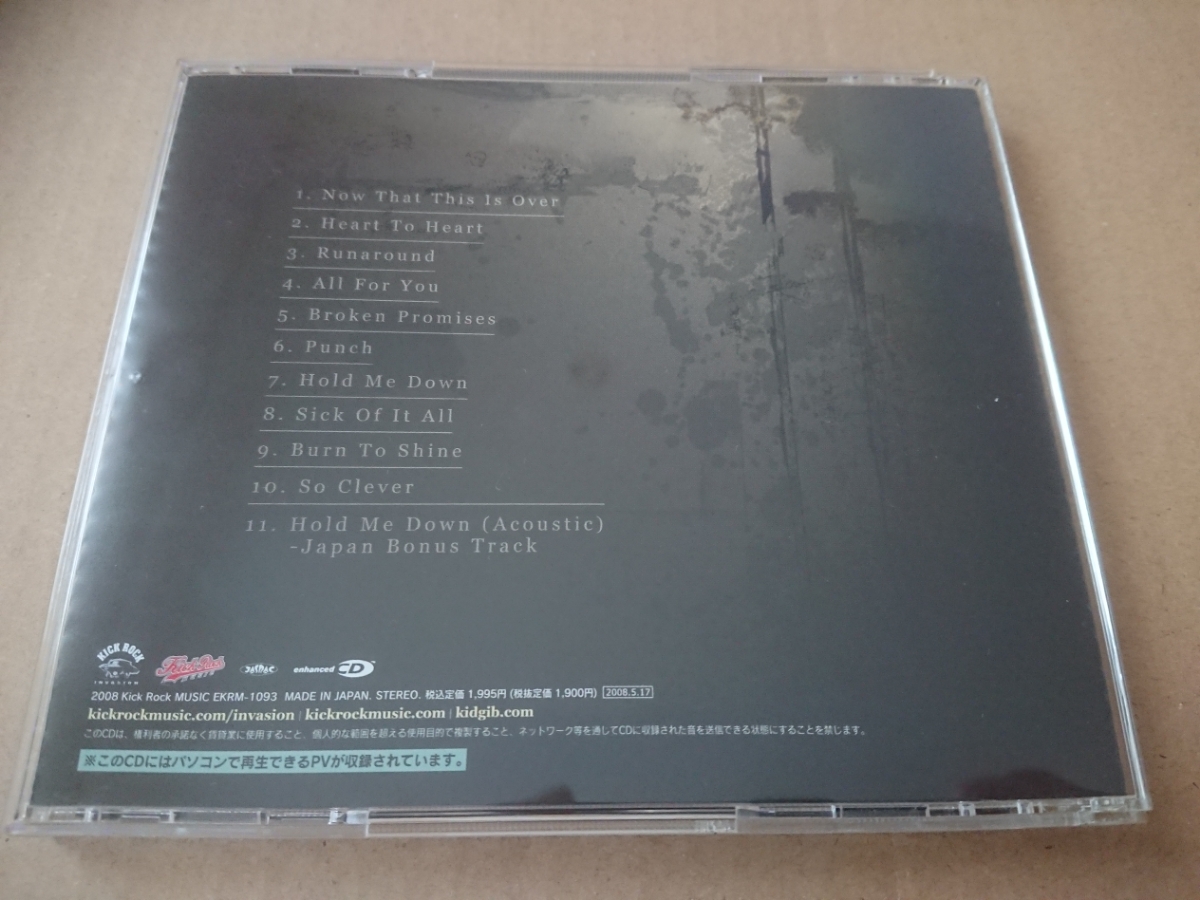 1. Now That This Is Over
2. Heart To Heart
3. Runaround
4. All For You
5. Broken Promises
6. Punch
7. Hold Me Down
8. Sick Of It All
9. Burn To Shine
10. So Clever
11. Hold Me Down (Acoustic)
-Japan Bonus Track
KICK ROCK
INVASION
enhanced CD
2008 Kick Rock MUSIC EKRM-1093 MADE IN JAPAN. STEREO. 税込定価 1,995円 (税抜定価 1,900円) 2008.5.17
kickrockmusic.com/invasion | kickrockmusic.com | kidgib.com
このCDは、権利者の承諾なく賃貸業に使用すること、個人的な範囲を超える使用目的で複製すること、ネットワーク等を通してCDに収録された音を送信できる状態にすることを禁じます。
※このCDにはパソコンで再生できるPVが収録されています。